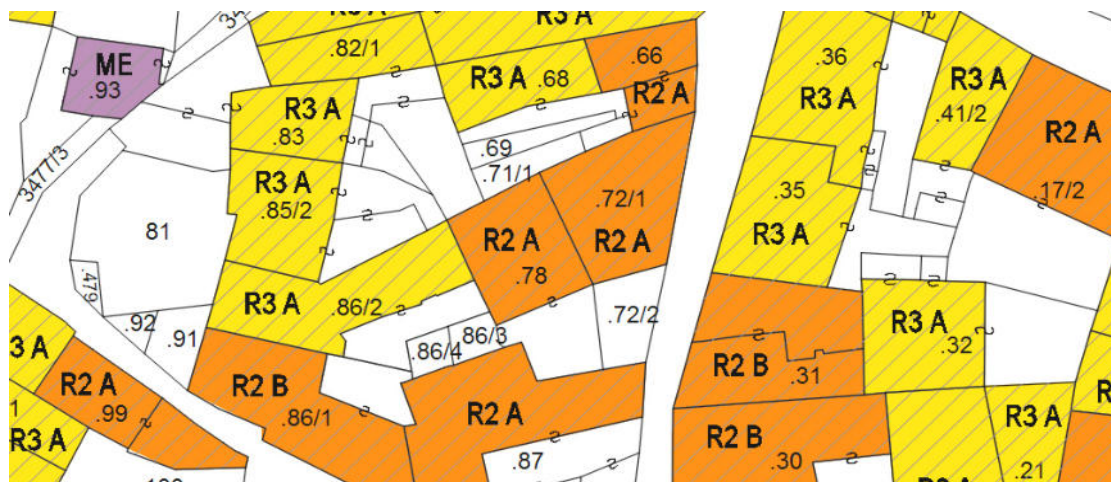 R3 A
R3 A
.82/1
.36
.66
ME
.93
R3 A
.68
R3 A
R3 A
R3 A
R2 A
R3 A
.83
.41/2
R2 A
.69
.71/1
3477/3
R3 A
.85/2
.35
.17/2
.72/1
81
R2 A
R2 A
R3 A
.78
.479
R3 A
.86/2
.92
.91
.86/4
.86/3
.72/2
R3 A
.32
3 A
R2 A
.99
R2 B
.86/1
R2 A
R2 B
.31
R3 A
R3 A
R2 B
.30
.87
.21